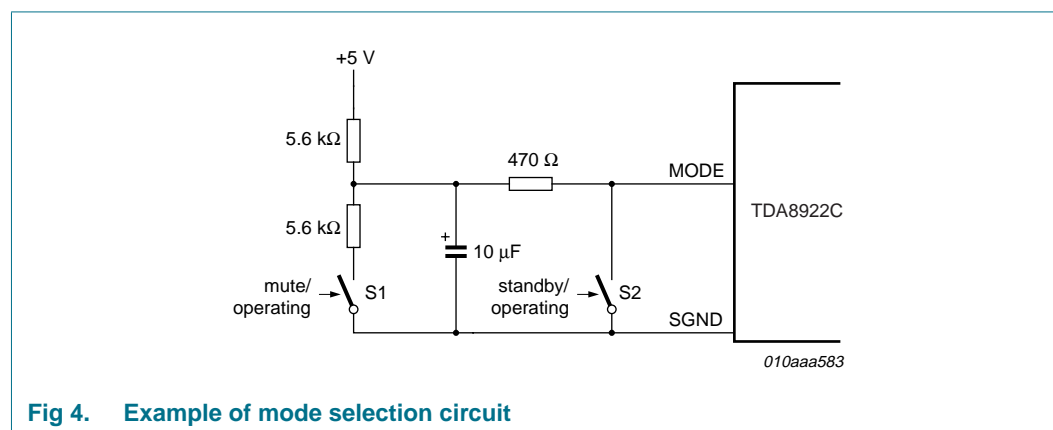 +5 V
5.6 kΩ
470 Ω
MODE
TDA8922C
5.6 kΩ
+
10 μF
mute/
operating
S1
standby/
operating
S2
SGND
010aaa583
Fig 4. Example of mode selection circuit